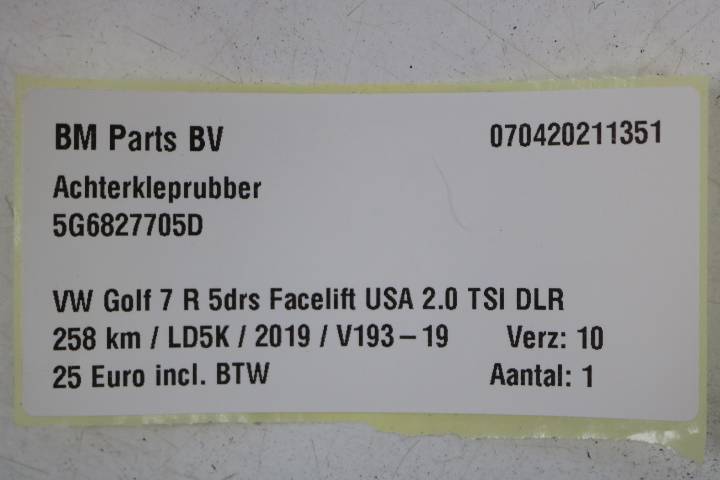 BM Parts BV 070420211351
Achterkleprubber
5G6827705D
VW Golf 7 R 5drs Facelift USA 2.0 TSI DLR
258 km / LD5K / 2019 / V193-19 Verz: 10
25 Euro incl. BTW Aantal: 1